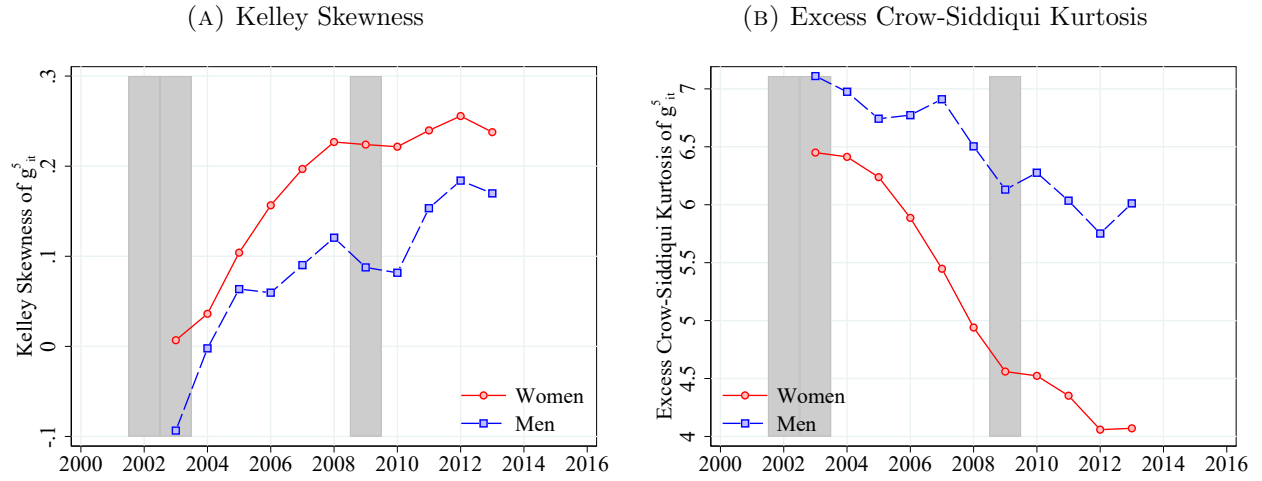 (A) Kelley Skewness
Kelley Skewness of g⁵ᵢₜ
.3
.2
.1
0
-.1
2000 2002 2004 2006 2008 2010 2012 2014 2016
Women
Men
(B) Excess Crow-Siddiqui Kurtosis
Excess Crow-Siddiqui Kurtosis of g⁵ᵢₜ
7
6.5
6
5.5
5
4.5
4
2000 2002 2004 2006 2008 2010 2012 2014 2016
Women
Men